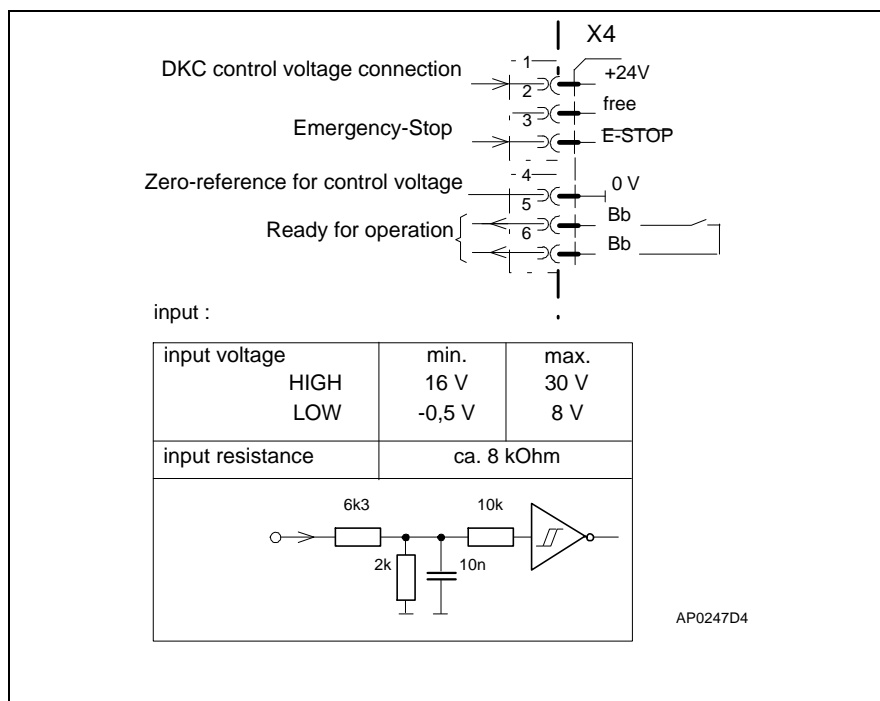 X4
1
DKC control voltage connection
+24V
2
free
3
Emergency-Stop
E-STOP
4
Zero-reference for control voltage
0 V
5
Bb
Ready for operation
6
Bb
input :
input voltage min. max.
HIGH 16 V 30 V
LOW -0,5 V 8 V
input resistance ca. 8 kOhm
6k3 10k
2k 10n
AP0247D4